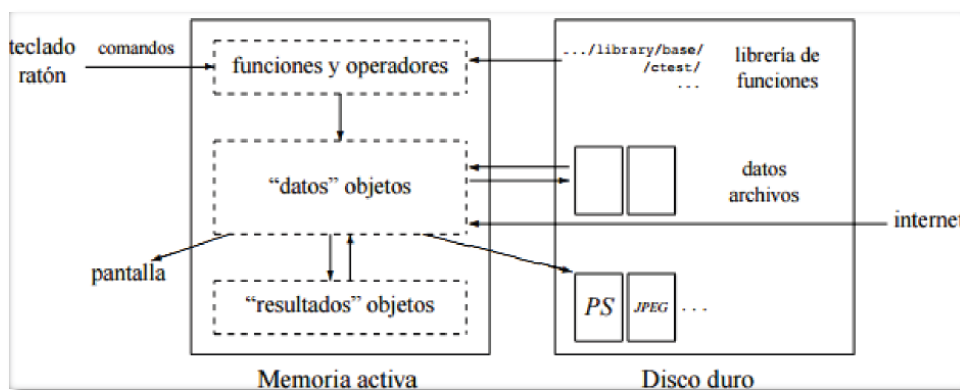 teclado
ratón
comandos
funciones y operadores
.../library/base/
/ctest/
...
librería de
funciones
“datos” objetos
datos
archivos
internet
pantalla
“resultados” objetos
PS
JPEG
...
Memoria activa
Disco duro